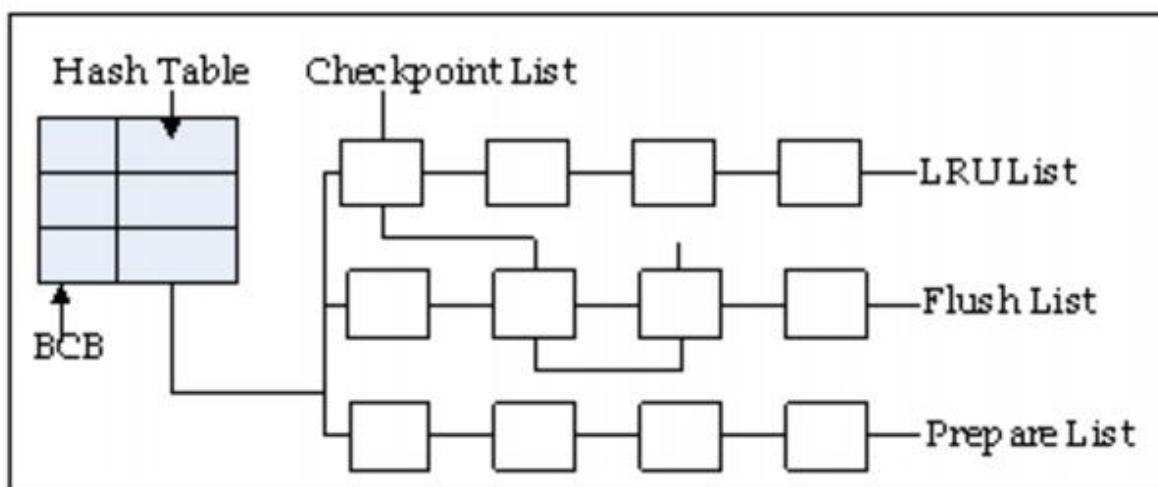 Hash Table
Checkpoint List
LRU List
Flush List
BCB
Prepare List